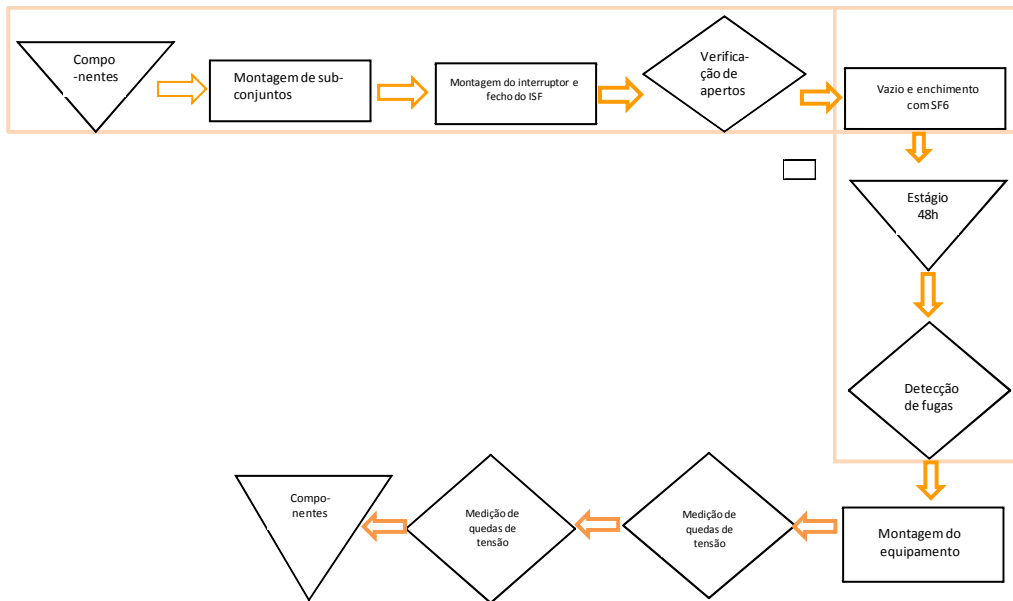 Compo
-nentes
Montagem de sub-
conjuntos
Montagem do interruptor e
fecho do ISF
Verifica-
ção de
apertos
Vazio e enchimento
com SF6
Estágio
48h
Detecção
de fugas
Montagem do
equipamento
Medição de
quedas de
tensão
Medição de
quedas de
tensão
Compo-
nentes